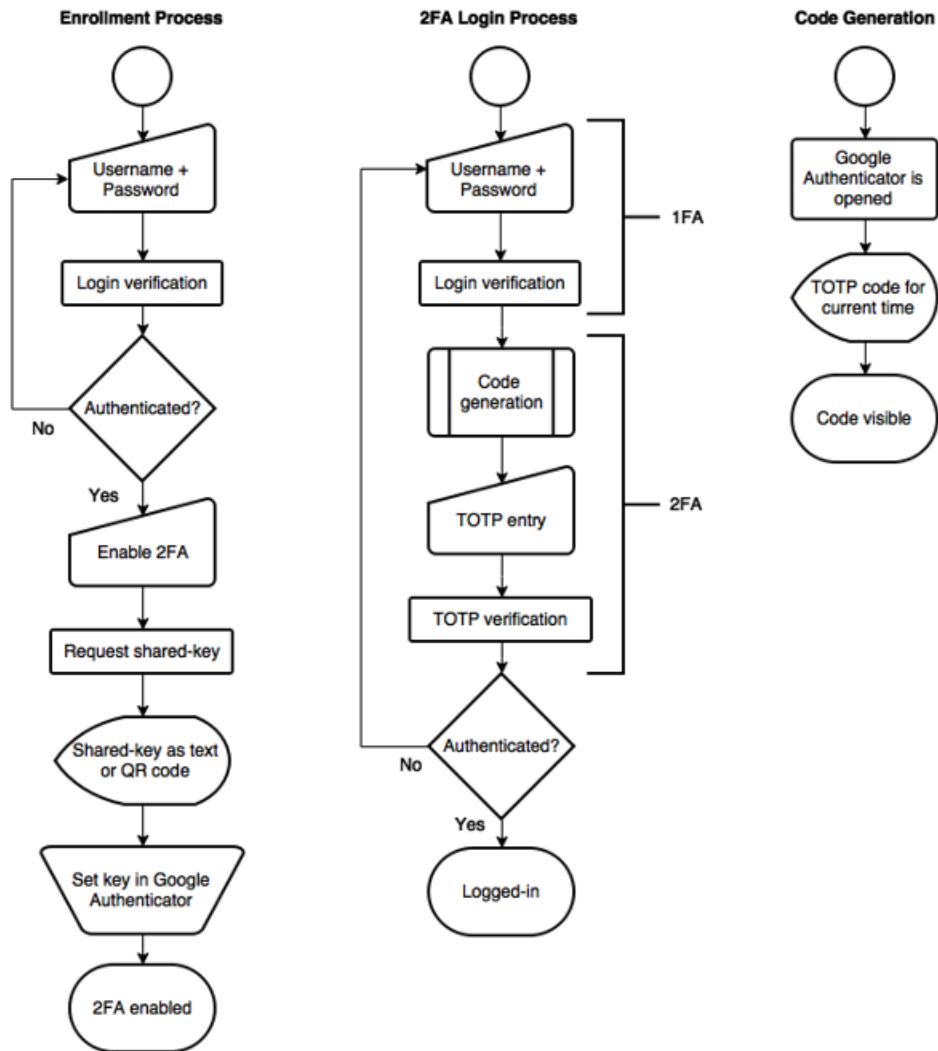 Enrollment Process
Username +
Password
Login verification
Authenticated?
No
Yes
Enable 2FA
Request shared-key
Shared-key as text
or QR code
Set key in Google
Authenticator
2FA enabled
2FA Login Process
Username +
Password
1FA
Login verification
Code
generation
2FA
TOTP entry
TOTP verification
Authenticated?
No
Yes
Logged-in
Code Generation
Google
Authenticator is
opened
TOTP code for
current time
Code visible